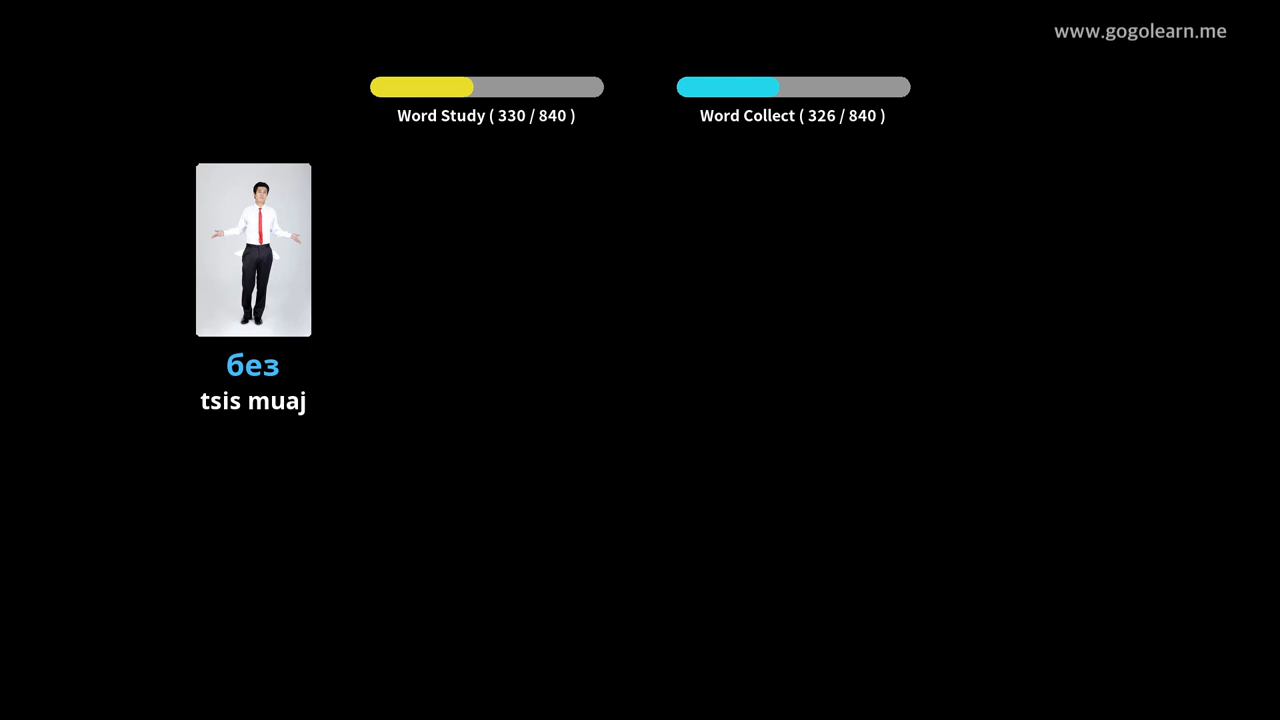 www.gogolearn.me
Word Study ( 330 / 840 )
Word Collect ( 326 / 840 )
без
tsis muaj